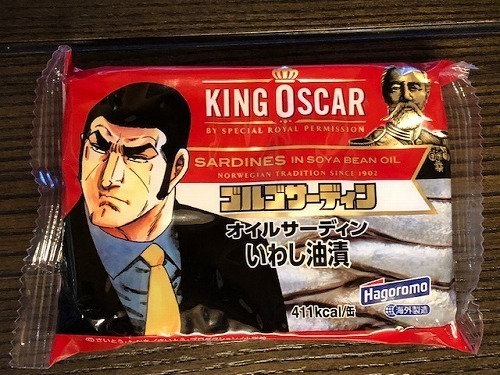 KING OSCAR
BY SPECIAL ROYAL PERMISSION
SARDINES IN SOYA BEAN OIL
NORWEGIAN TRADITION SINCE 1902
ゴルゴサーディン
オイルサーディン
いわし油漬
411kcal/缶
Hagoromo
海外製造